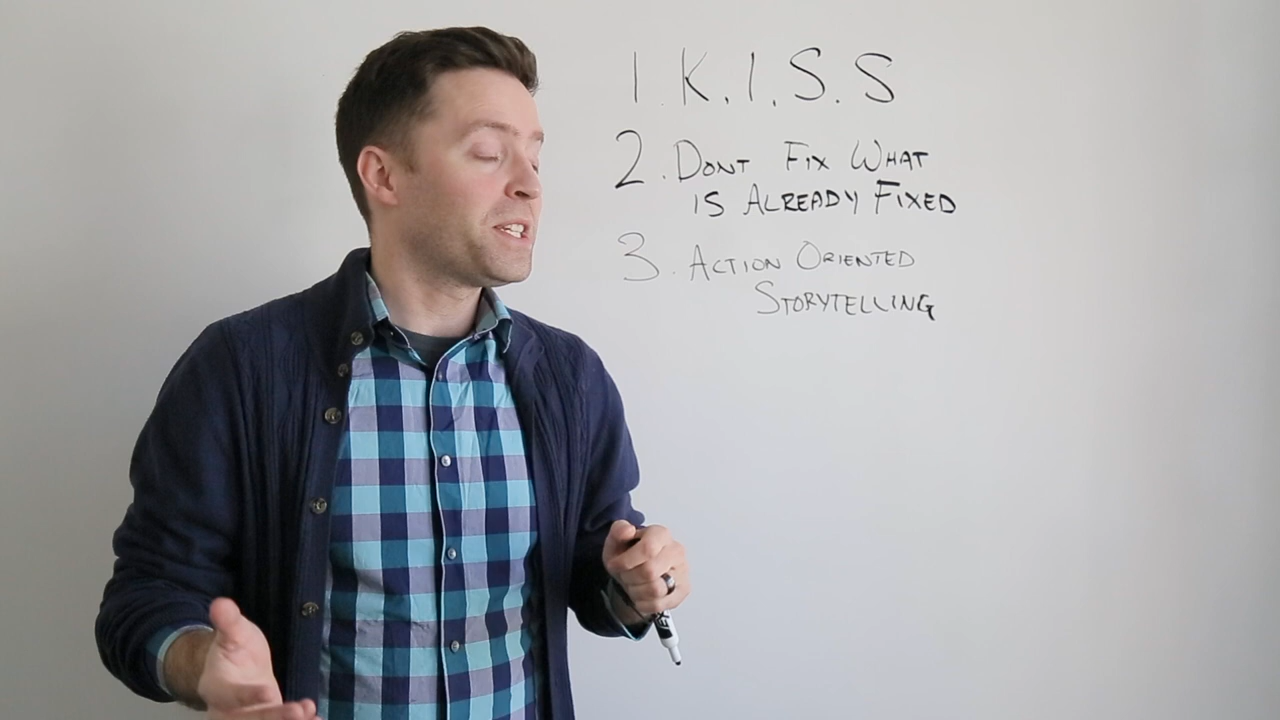 1. K.I.S.S
2. DONT FIX WHAT
IS ALREADY FIXED
3. ACTION ORIENTED
STORYTELLING